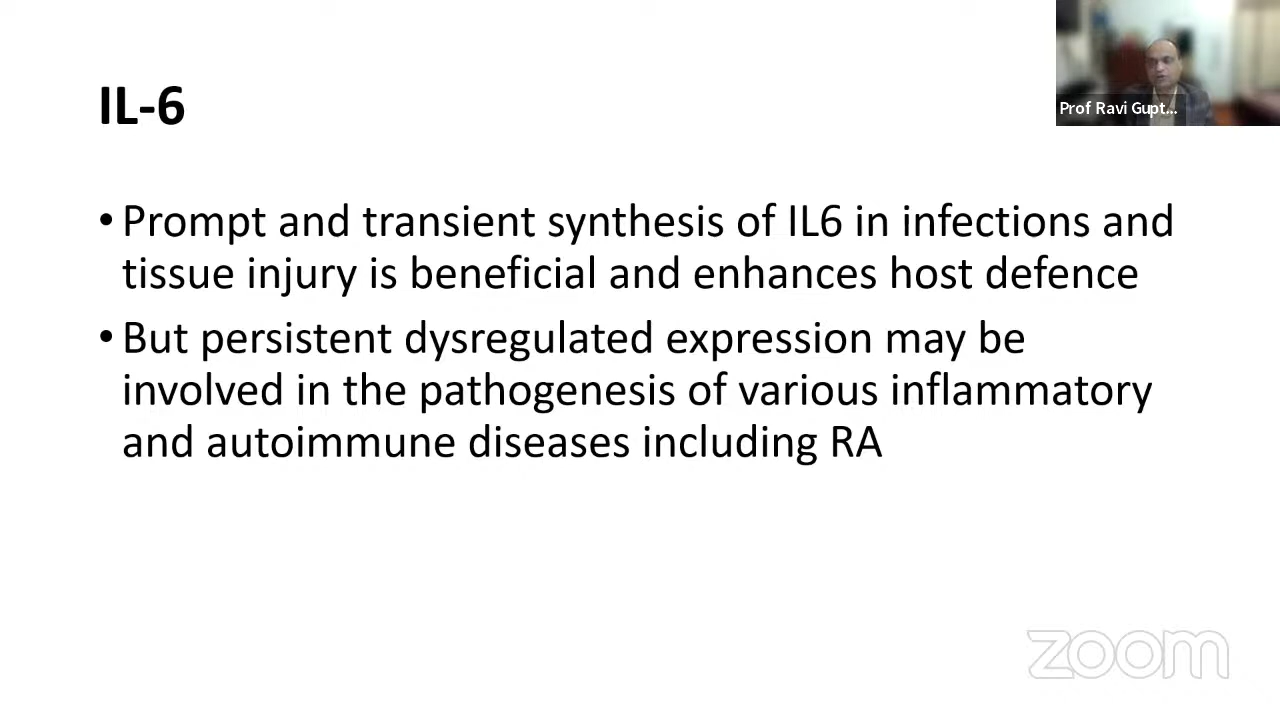 IL-6
Prof Ravi Gupt...
• Prompt and transient synthesis of IL6 in infections and
tissue injury is beneficial and enhances host defence
• But persistent dysregulated expression may be
involved in the pathogenesis of various inflammatory
and autoimmune diseases including RA
zoom